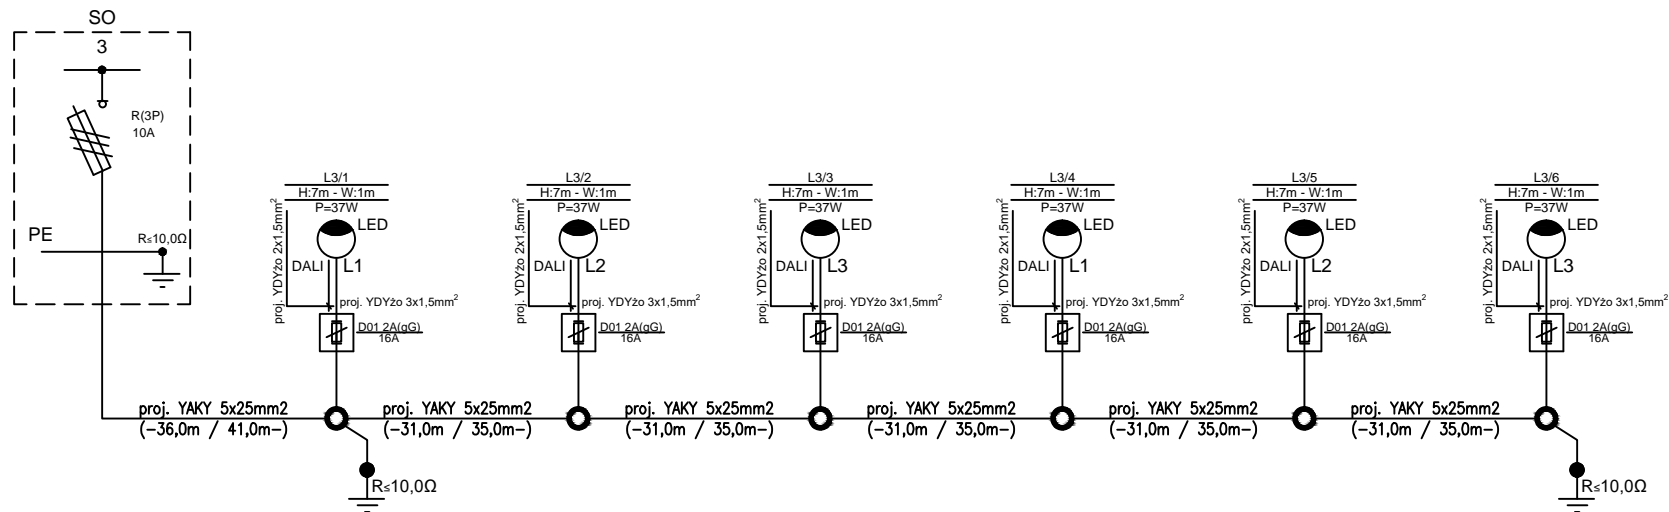 SO
3
R(3P)
10A
PE
R≤10,0Ω
L3/1
H:7m - W:1m
P=37W
LED
DALI
L1
proj. YDYżo 2x1,5mm²
proj. YDYżo 3x1,5mm²
D01 2A(gG)
16A
L3/2
H:7m - W:1m
P=37W
LED
DALI
L2
proj. YDYżo 2x1,5mm²
proj. YDYżo 3x1,5mm²
D01 2A(gG)
16A
L3/3
H:7m - W:1m
P=37W
LED
DALI
L3
proj. YDYżo 2x1,5mm²
proj. YDYżo 3x1,5mm²
D01 2A(gG)
16A
L3/4
H:7m - W:1m
P=37W
LED
DALI
L1
proj. YDYżo 2x1,5mm²
proj. YDYżo 3x1,5mm²
D01 2A(gG)
16A
L3/5
H:7m - W:1m
P=37W
LED
DALI
L2
proj. YDYżo 2x1,5mm²
proj. YDYżo 3x1,5mm²
D01 2A(gG)
16A
L3/6
H:7m - W:1m
P=37W
LED
DALI
L3
proj. YDYżo 2x1,5mm²
proj. YDYżo 3x1,5mm²
D01 2A(gG)
16A
proj. YAKY 5x25mm2
(-36,0m / 41,0m-)
proj. YAKY 5x25mm2
(-31,0m / 35,0m-)
proj. YAKY 5x25mm2
(-31,0m / 35,0m-)
proj. YAKY 5x25mm2
(-31,0m / 35,0m-)
proj. YAKY 5x25mm2
(-31,0m / 35,0m-)
proj. YAKY 5x25mm2
(-31,0m / 35,0m-)
R≤10,0Ω
R≤10,0Ω